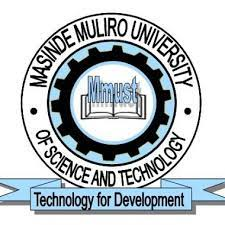 MASINDE MULIRO UNIVERSITY
OF SCIENCE AND TECHNOLOGY
Mmust
Technology for Development